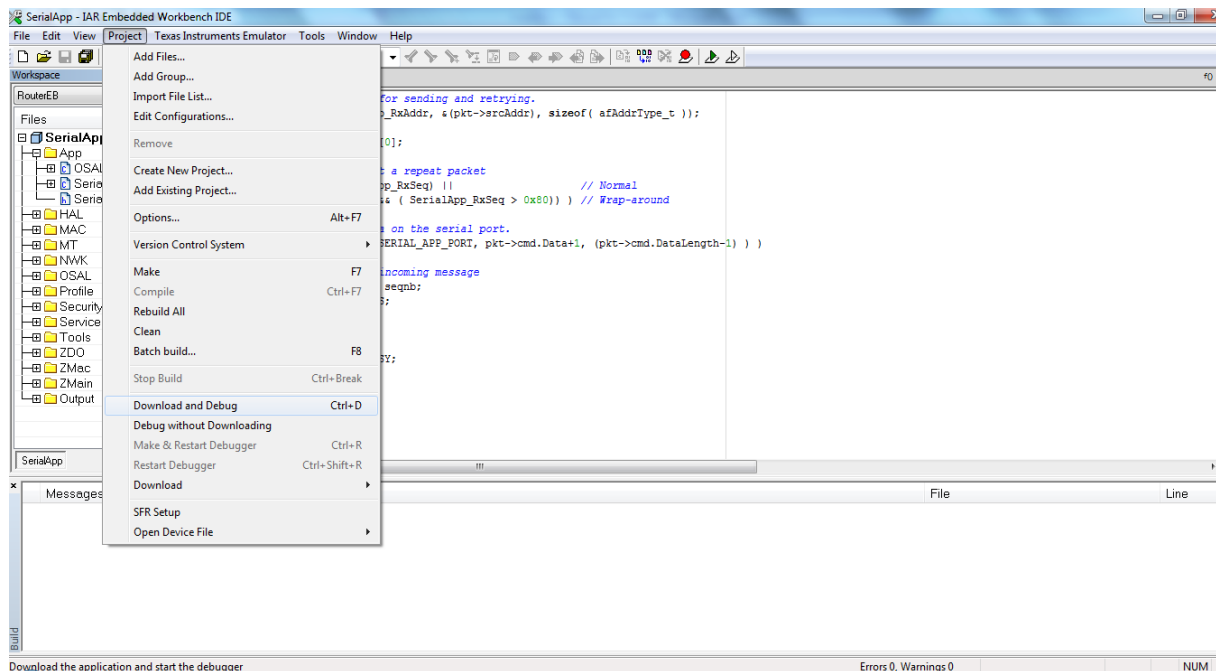 SerialApp - IAR Embedded Workbench IDE
File Edit View Project Texas Instruments Emulator Tools Window Help
Workspace
f0
RouterEB
Files
SerialApp
App
OSAL
Seria
Seria
HAL
MAC
MT
NWK
OSAL
Profile
Security
Service
Tools
ZDO
ZMac
ZMain
Output
SerialApp
Add Files...
Add Group...
Import File List...
Edit Configurations...
Remove
Create New Project...
Add Existing Project...
Options... Alt+F7
Version Control System
Make F7
Compile Ctrl+F7
Rebuild All
Clean
Batch build... F8
Stop Build Ctrl+Break
Download and Debug Ctrl+D
Debug without Downloading
Make & Restart Debugger Ctrl+R
Restart Debugger Ctrl+Shift+R
Download
SFR Setup
Open Device File
for sending and retrying.
p_RxAddr, &(pkt->srcAddr), sizeof( afAddrType_t ));
[0];
t a repeat packet
pp_RxSeq) || // Normal
&& ( SerialApp_RxSeq > 0x80)) ) // Wrap-around
a on the serial port.
SERIAL_APP_PORT, pkt->cmd.Data+1, (pkt->cmd.DataLength-1) ) )
incoming message
seqnb;
S;
SY;
Messages File Line
Build
Download the application and start the debugger Errors 0, Warnings 0 NUM